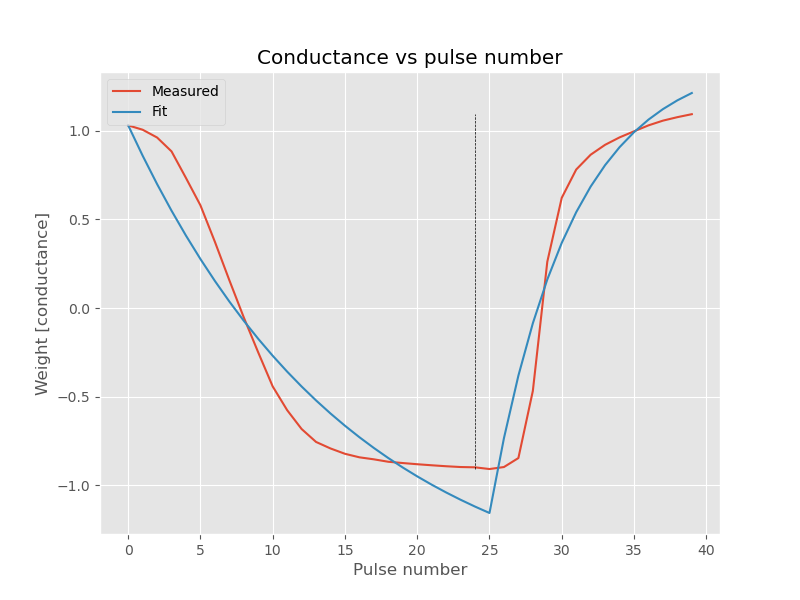 Conductance vs pulse number
Measured
Fit
1.0
0.5
0.0
−0.5
−1.0
Weight [conductance]
0 5 10 15 20 25 30 35 40
Pulse number